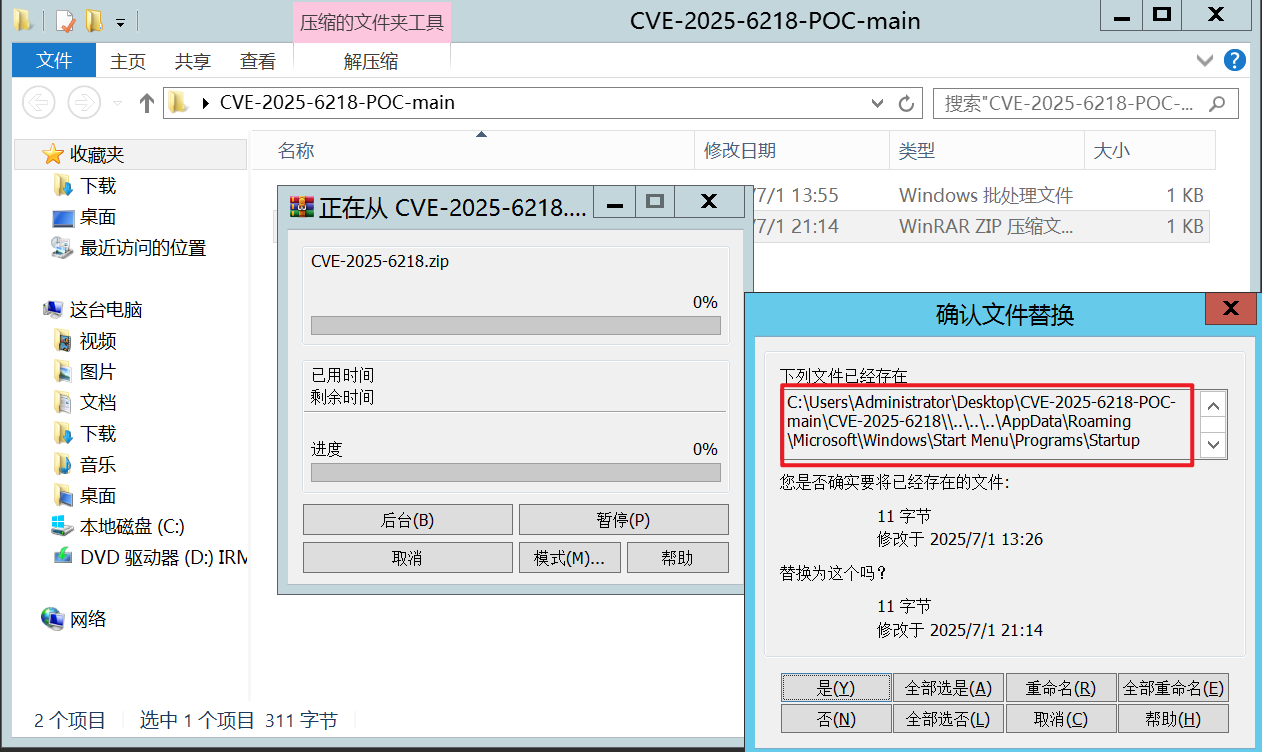 压缩的文件夹工具
CVE-2025-6218-POC-main
文件
主页
共享
查看
解压缩
CVE-2025-6218-POC-main
搜索"CVE-2025-6218-POC-...
收藏夹
下载
桌面
最近访问的位置
这台电脑
视频
图片
文档
下载
音乐
桌面
本地磁盘 (C:)
DVD 驱动器 (D:) IRM
网络
名称
修改日期
类型
大小
7/1 13:55
Windows 批处理文件
1 KB
7/1 21:14
WinRAR ZIP 压缩文...
1 KB
正在从 CVE-2025-6218....
CVE-2025-6218.zip
0%
已用时间
剩余时间
进度
0%
后台(B)
暂停(P)
取消
模式(M)...
帮助
确认文件替换
下列文件已经存在
C:\Users\Administrator\Desktop\CVE-2025-6218-POC-
main\CVE-2025-6218\\..\..\..\AppData\Roaming
\Microsoft\Windows\Start Menu\Programs\Startup
您是否确实要将已经存在的文件:
11 字节
修改于 2025/7/1 13:26
替换为这个吗?
11 字节
修改于 2025/7/1 21:14
是(Y)
全部选是(A)
重命名(R)
全部重命名(E)
否(N)
全部选否(L)
取消(C)
帮助(H)
2 个项目
选中 1 个项目 311 字节